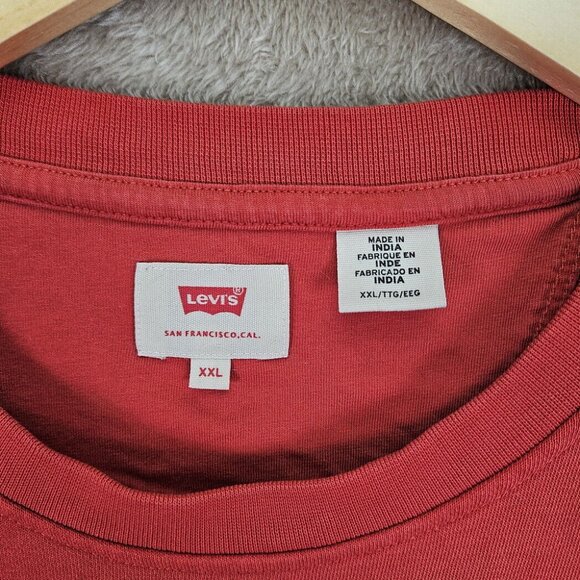 Levi's®
SAN FRANCISCO, CAL.
XXL
MADE IN
INDIA
FABRIQUE EN
INDE
FABRICADO EN
INDIA
XXL/TTG/EEG